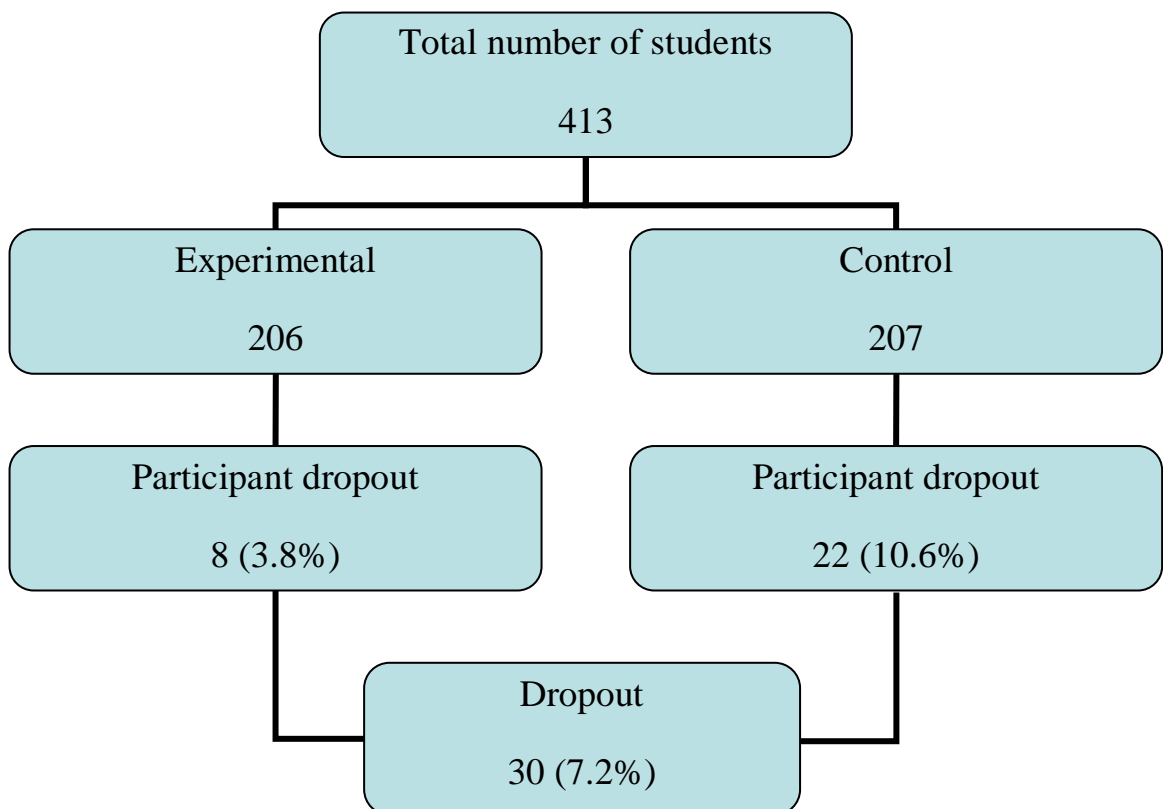 Total number of students
413
Experimental
206
Control
207
Participant dropout
8 (3.8%)
Participant dropout
22 (10.6%)
Dropout
30 (7.2%)